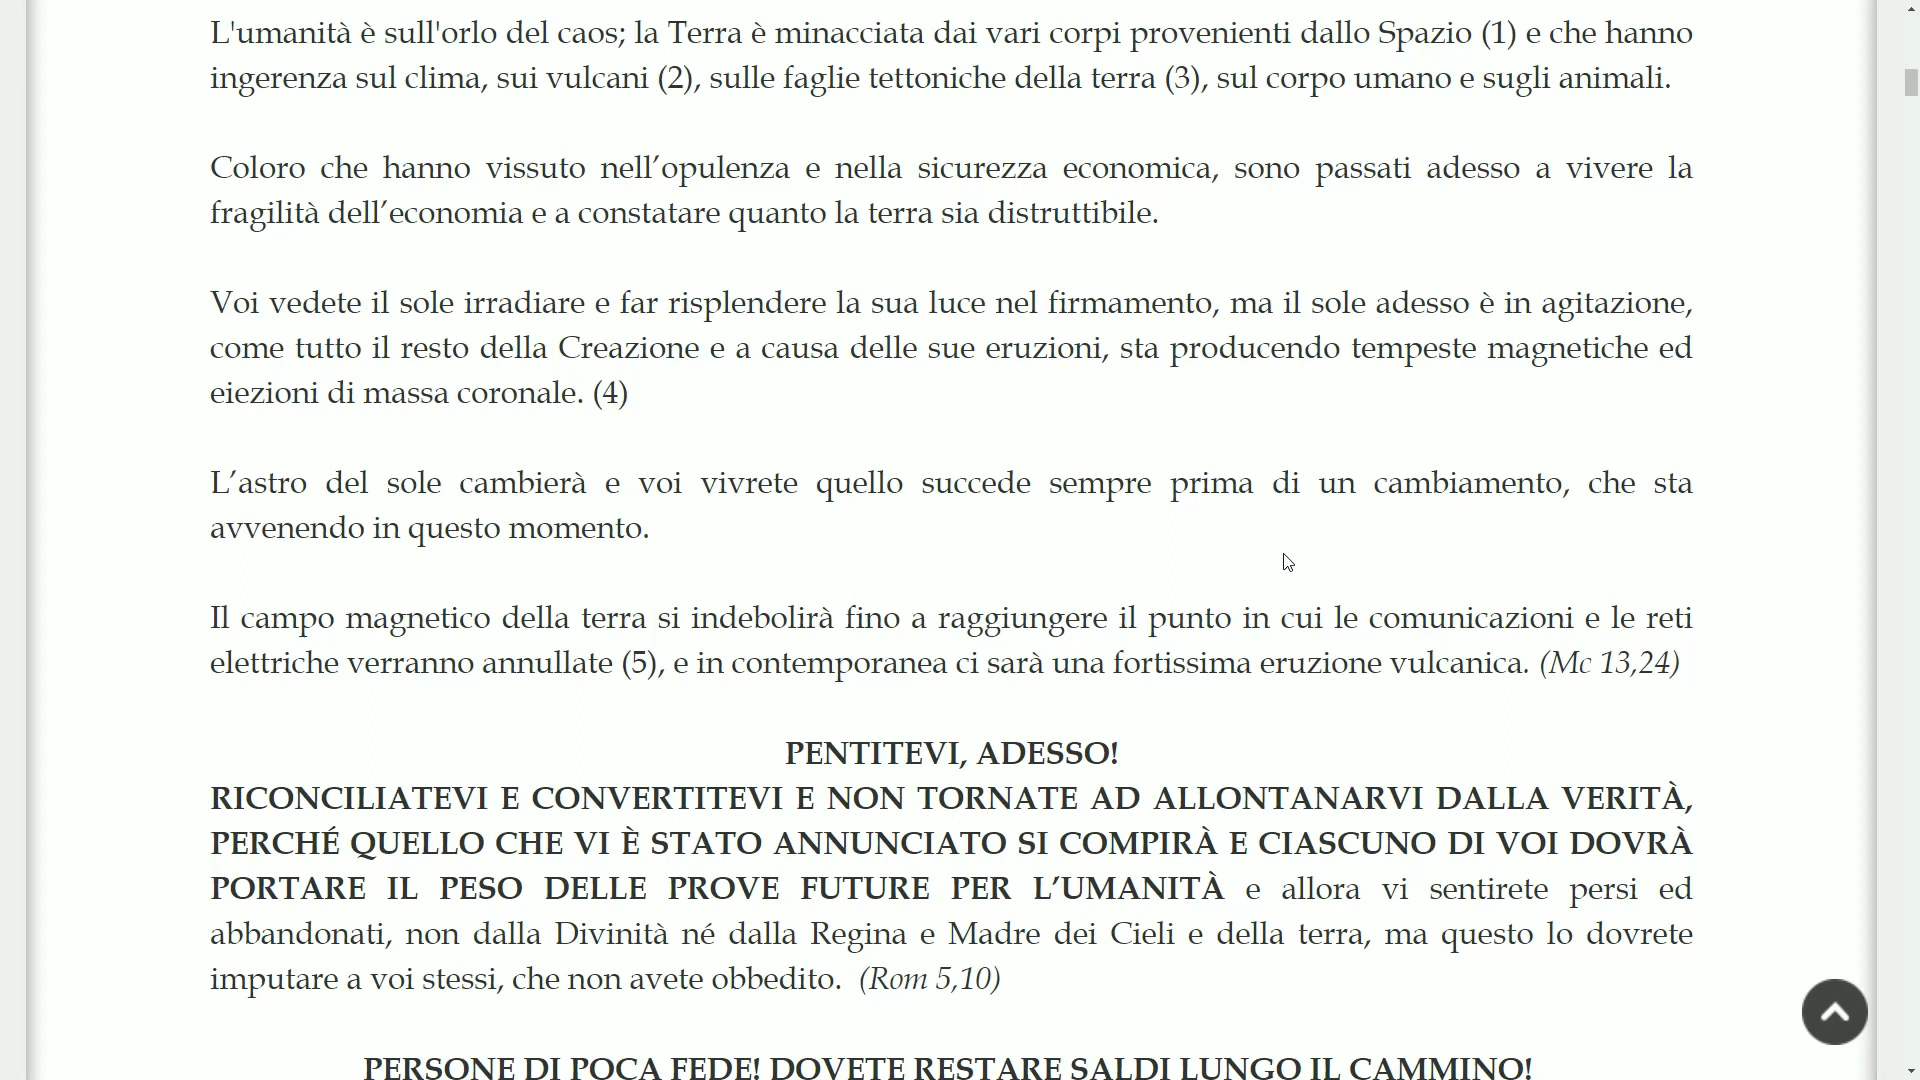 L'umanità è sull'orlo del caos; la Terra è minacciata dai vari corpi provenienti dallo Spazio (1) e che hanno
ingerenza sul clima, sui vulcani (2), sulle faglie tettoniche della terra (3), sul corpo umano e sugli animali.
Coloro che hanno vissuto nell’opulenza e nella sicurezza economica, sono passati adesso a vivere la
fragilità dell’economia e a constatare quanto la terra sia distruttibile.
Voi vedete il sole irradiare e far risplendere la sua luce nel firmamento, ma il sole adesso è in agitazione,
come tutto il resto della Creazione e a causa delle sue eruzioni, sta producendo tempeste magnetiche ed
eiezioni di massa coronale. (4)
L’astro del sole cambierà e voi vivrete quello succede sempre prima di un cambiamento, che sta
avvenendo in questo momento.
Il campo magnetico della terra si indebolirà fino a raggiungere il punto in cui le comunicazioni e le reti
elettriche verranno annullate (5), e in contemporanea ci sarà una fortissima eruzione vulcanica. (Mc 13,24)
PENTITEVI, ADESSO!
RICONCILIATEVI E CONVERTITEVI E NON TORNATE AD ALLONTANARVI DALLA VERITÀ,
PERCHÉ QUELLO CHE VI È STATO ANNUNCIATO SI COMPIRÀ E CIASCUNO DI VOI DOVRÀ
PORTARE IL PESO DELLE PROVE FUTURE PER L’UMANITÀ e allora vi sentirete persi ed
abbandonati, non dalla Divinità né dalla Regina e Madre dei Cieli e della terra, ma questo lo dovrete
imputare a voi stessi, che non avete obbedito. (Rom 5,10)
PERSONE DI POCA FEDE! DOVETE RESTARE SALDI LUNGO IL CAMMINO!